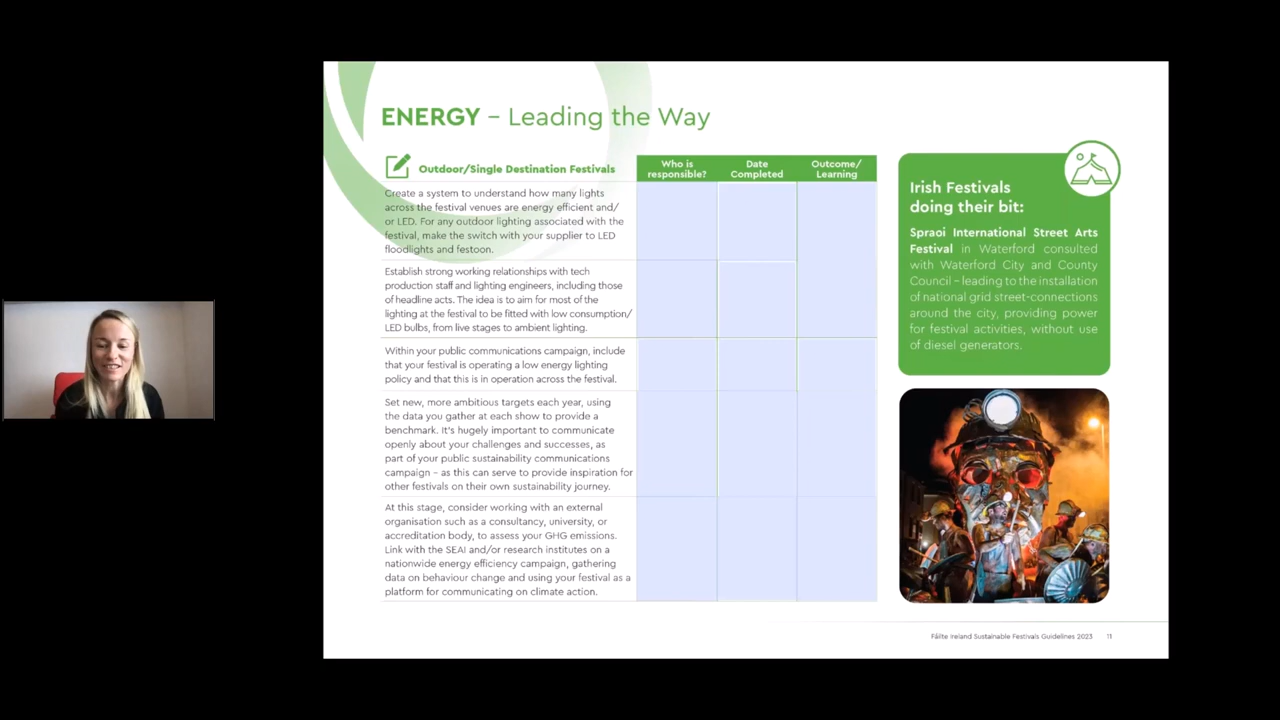 ENERGY – Leading the Way
Outdoor/Single Destination Festivals
Who is
responsible?
Date
Completed
Outcome/
Learning
Create a system to understand how many lights
across the festival venues are energy efficient and/
or LED. For any outdoor lighting associated with the
festival, make the switch with your supplier to LED
floodlights and festoon.
Establish strong working relationships with tech
production staff and lighting engineers, including those
of headline acts. The idea is to aim for most of the
lighting at the festival to be fitted with low consumption/
LED bulbs, from live stages to ambient lighting.
Within your public communications campaign, include
that your festival is operating a low energy lighting
policy and that this is in operation across the festival.
Set new, more ambitious targets each year, using
the data you gather at each show to provide a
benchmark. It's hugely important to communicate
openly about your challenges and successes, as
part of your public sustainability communications
campaign – as this can serve to provide inspiration for
other festivals on their own sustainability journey.
At this stage, consider working with an external
organisation such as a consultancy, university, or
accreditation body, to assess your GHG emissions.
Link with the SEAI and/or research institutes on a
nationwide energy efficiency campaign, gathering
data on behaviour change and using your festival as a
platform for communicating on climate action.
Irish Festivals
doing their bit:
Spraoi International Street Arts
Festival in Waterford consulted
with Waterford City and County
Council – leading to the installation
of national grid street-connections
around the city, providing power
for festival activities, without use
of diesel generators.
Fáilte Ireland Sustainable Festivals Guidelines 2023 11